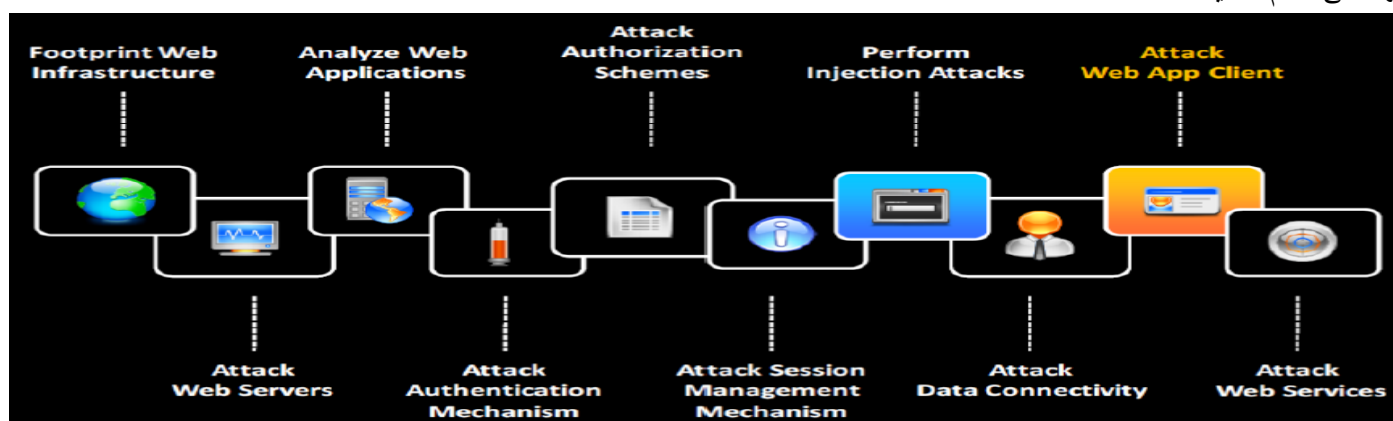 Footprint Web
Infrastructure
Analyze Web
Applications
Attack
Authorization
Schemes
Perform
Injection Attacks
Attack
Web App Client
Attack
Web Servers
Attack
Authentication
Mechanism
Attack Session
Management
Mechanism
Attack
Data Connectivity
Attack
Web Services